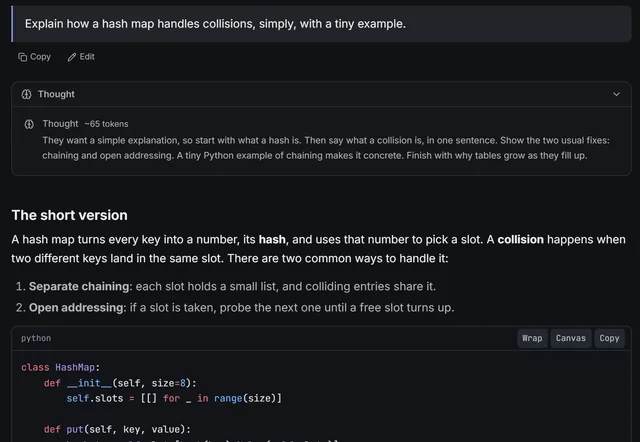 Explain how a hash map handles collisions, simply, with a tiny example.
Copy Edit
Thought
Thought ~65 tokens
They want a simple explanation, so start with what a hash is. Then say what a collision is, in one sentence. Show the two usual fixes:
chaining and open addressing. A tiny Python example of chaining makes it concrete. Finish with why tables grow as they fill up.
The short version
A hash map turns every key into a number, its hash, and uses that number to pick a slot. A collision happens when
two different keys land in the same slot. There are two common ways to handle it:
1. Separate chaining: each slot holds a small list, and colliding entries share it.
2. Open addressing: if a slot is taken, probe the next one until a free slot turns up.
python Wrap Canvas Copy
class HashMap:
    def __init__(self, size=8):
        self.slots = [[] for _ in range(size)]
    def put(self, key, value):